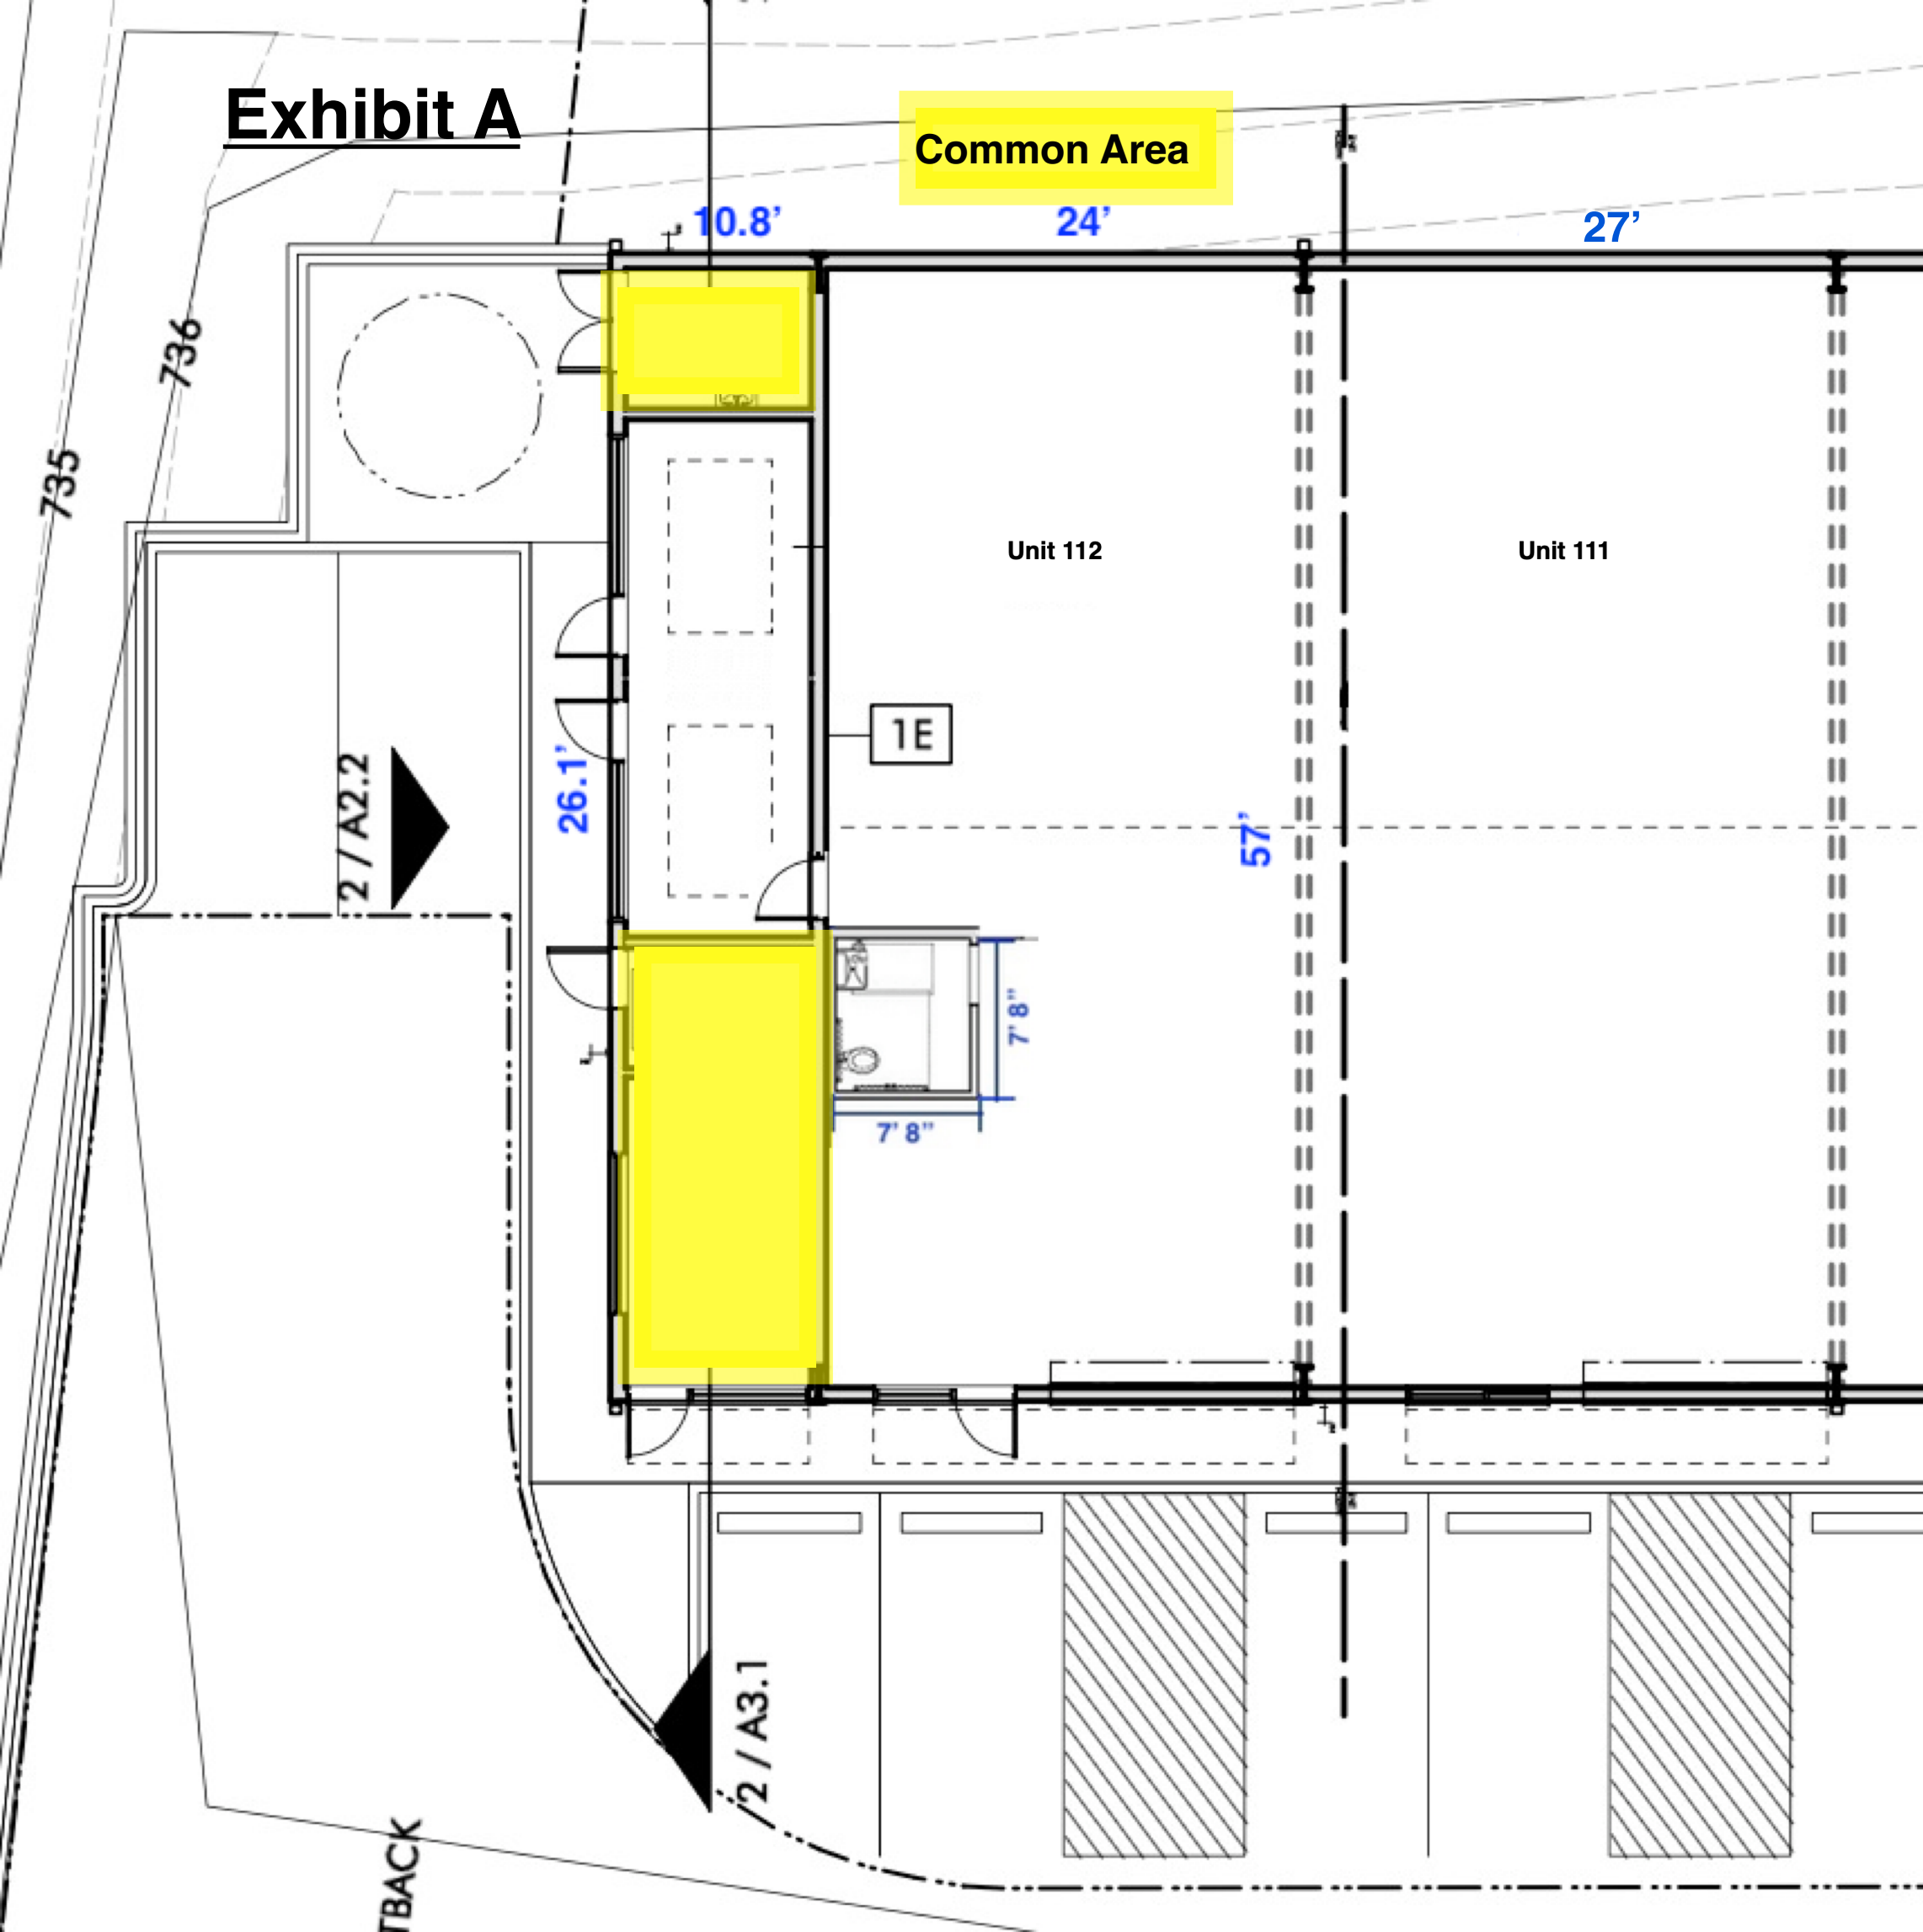 Exhibit A
Common Area
10.8’
24’
27’
736
735
Unit 112
Unit 111
1E
2 / A2.2
26.1’
57’
7’ 8”
7’ 8”
2 / A3.1
TBACK